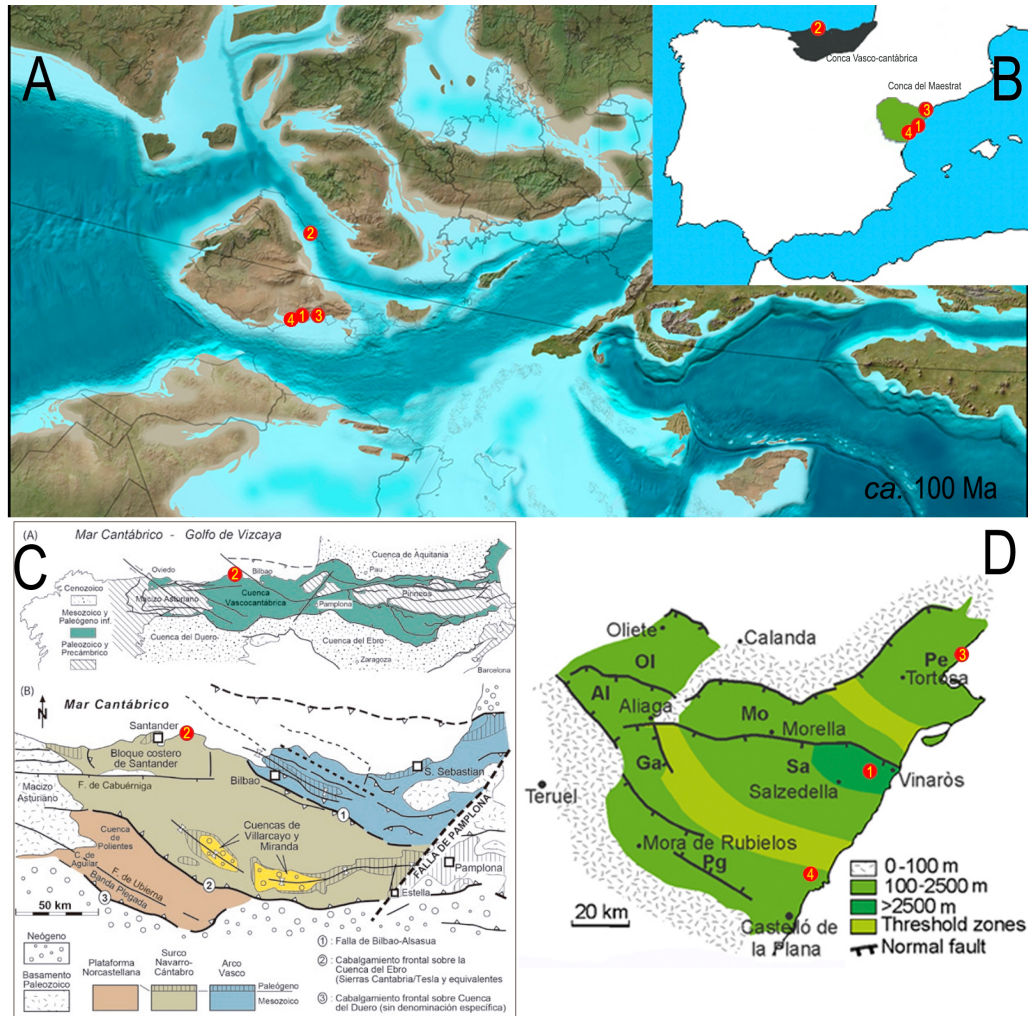 A
2
4
1
3
ca. 100 Ma
B
2
Conca Vasco-cantàbrica
Conca del Maestrat
3
1
4
C
(A)
Mar Cantábrico - Golfo de Vizcaya
Cuenca de Aquitania
Oviedo
2
Bilbao
Pau
Cenozoico
Macizo Asturiano
Cuenca
Vascocantábrica
Pirineos
Pamplona
Mesozoico y
Paleógeno inf.
Paleozoico y
Precámbrico
Cuenca del Duero
Cuenca del Ebro
Zaragoza
Barcelona
(B)
Mar Cantábrico
N
Santander
2
Bloque costero
de Santander
Bilbao
S. Sebastian
F. de Cabuérniga
Macizo
Asturiano
1
FALLA DE PAMPLONA
Cuenca
de
Polientes
Cuencas de
Villarcayo y
Miranda
C. de
Aguilar
F. de Ubierna
Banda Plegada
Pamplona
2
Estella
3
50 km
Neógeno
Basamento
Paleozoico
Plataforma
Norcastellana
Surco
Navarro-
Cántabro
Arco
Vasco
Paleógeno
Mesozoico
1 : Falla de Bilbao-Alsasua
2 : Cabalgamiento frontal sobre la
Cuenca del Ebro
(Sierras Cantabria/Tesla y equivalentes
3 : Cabalgamiento frontal sobre Cuenca
del Duero (sin denominación específica)
D
Oliete
Calanda
Ol
Pe
3
Tortosa
Al
Aliaga
Mo
Morella
Ga
Sa
1
Vinaròs
Salzedella
Teruel
Mora de Rubielos
Pg
4
20 km
Castelló de
la Plana
0-100 m
100-2500 m
>2500 m
Threshold zones
Normal fault